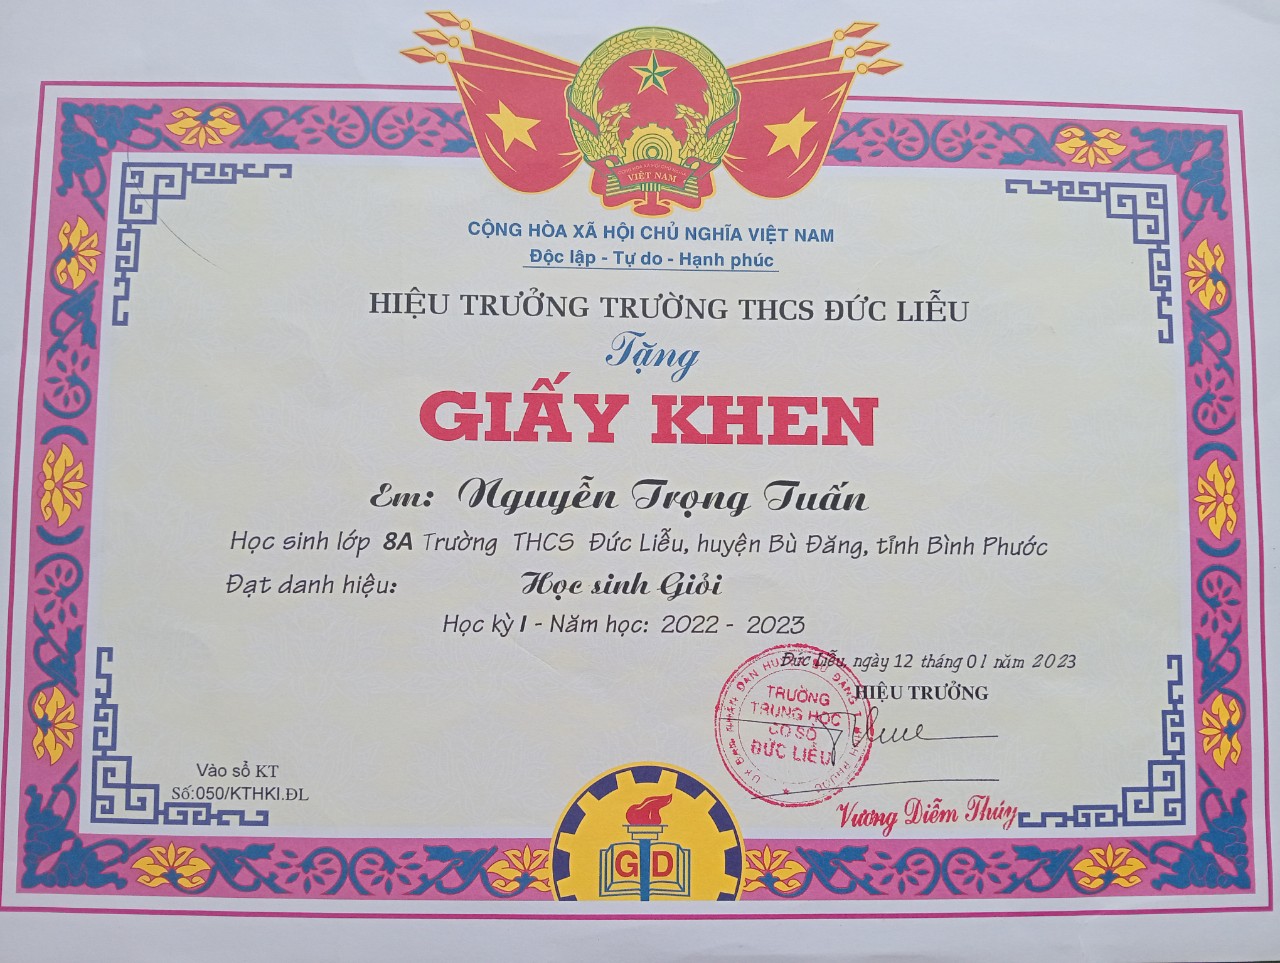 VIỆT NAM
CỘNG HÒA XÃ HỘI CHỦ NGHĨA VIỆT NAM
Độc lập - Tự do - Hạnh phúc
HIỆU TRƯỞNG TRƯỜNG THCS ĐỨC LIỄU
Tặng
GIẤY KHEN
Em: Nguyễn Trọng Tuấn
Học sinh lớp 8A Trường THCS Đức Liễu, huyện Bù Đăng, tỉnh Bình Phước
Đạt danh hiệu: Học sinh Giỏi
Học kỳ I - Năm học: 2022 - 2023
Đức Liễu, ngày 12 tháng 01 năm 2023
HIỆU TRƯỞNG
TRƯỜNG
TRUNG HỌC
CƠ SỞ
ĐỨC LIỄU
Vương Diễm Thúy
Vào sổ KT
Số:050/KTHKI.ĐL
GD